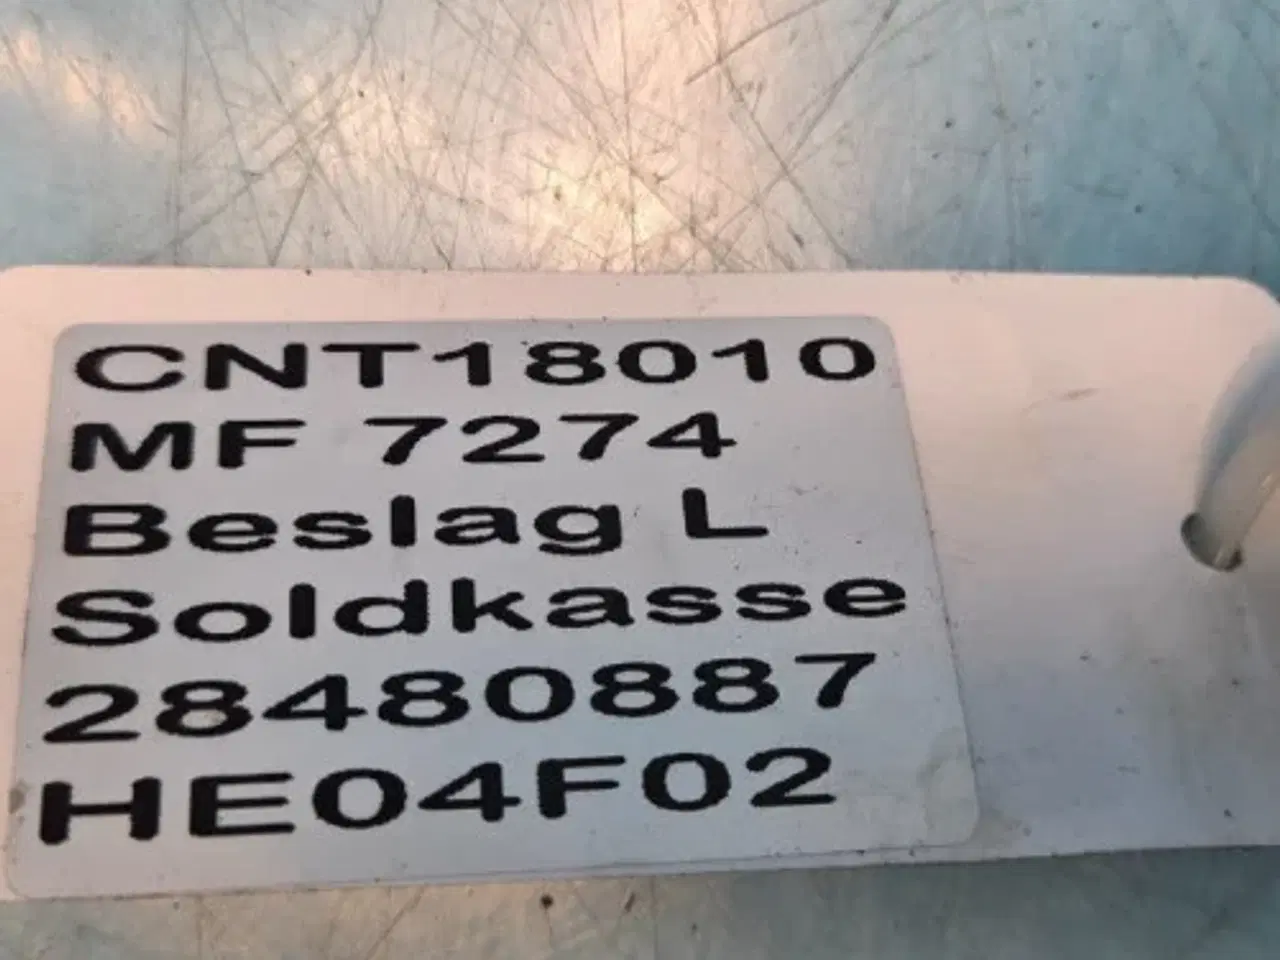 CNT18010
MF 7274
Beslag L
Soldkasse
28480887
HE04F02